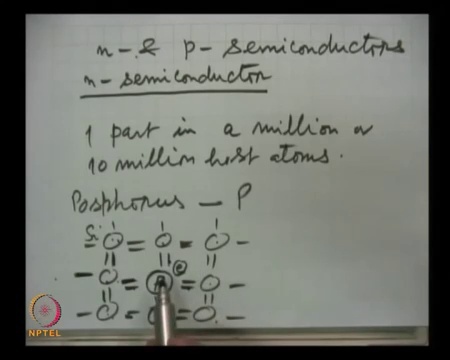 n- & p- semiconductors
n- semiconductor
1 part in a million or
10 million host atoms.
Posphorus — P
Si
P e
NPTEL